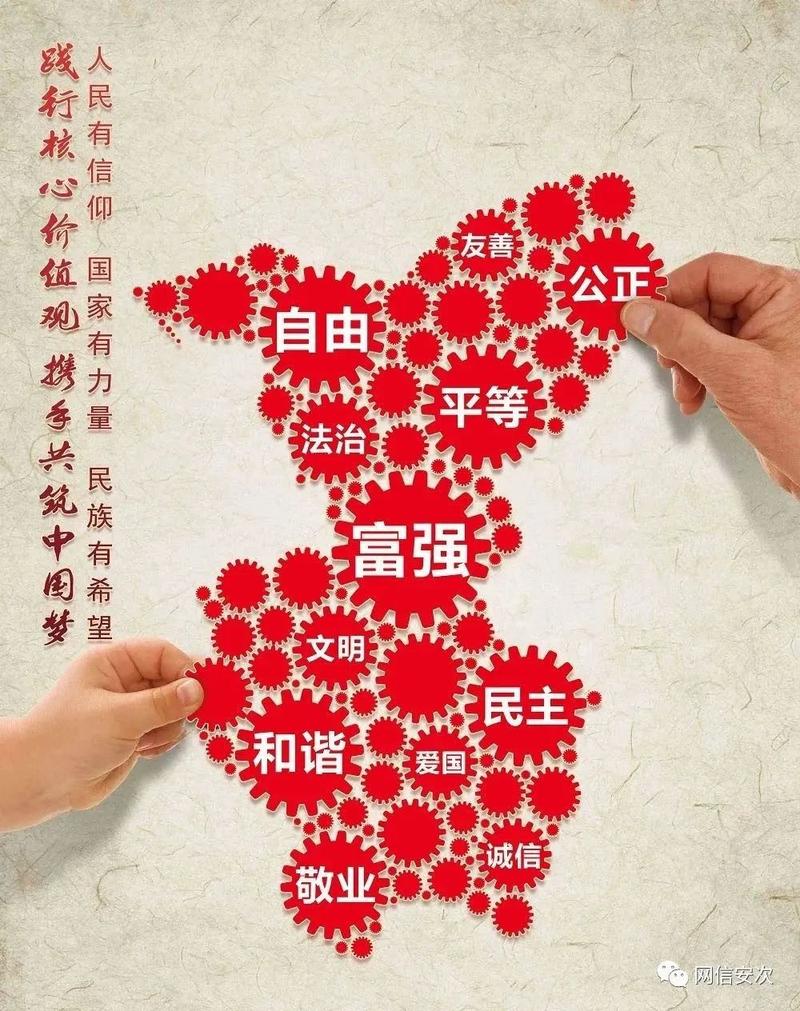 人民有信仰 国家有力量 民族有希望
践行核心价值观 携手共筑中国梦
友善
公正
自由
平等
法治
富强
文明
民主
和谐
爱国
诚信
敬业
网信安次